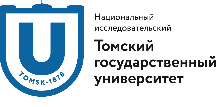 Национальный
исследовательский
Томский
государственный
университет
U
TOMSK·1878